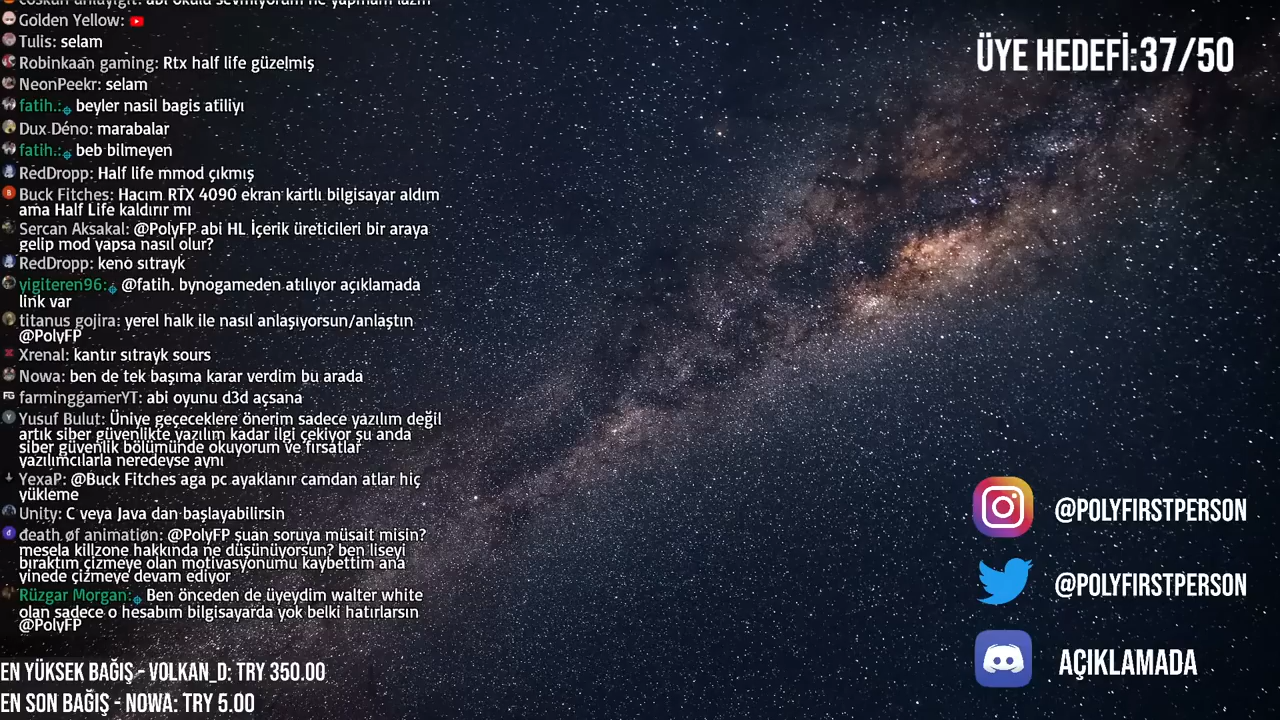 coskun anlayigit: abi okulu sevmiyorum ne yapmam lazım
Golden Yellow:
Tulis: selam
Robinkaan gaming: Rtx half life güzelmiş
NeonPeekr: selam
fatih.: beyler nasil bagis atiliyı
Dux Déno: marabalar
fatih.: beb bilmeyen
RedDropp: Half life mmod çıkmış
Buck Fitches: Hacım RTX 4090 ekran kartlı bilgisayar aldım
ama Half Life kaldırır mı
Sercan Aksakal: @PolyFP abi HL İçerik üreticileri bir araya
gelip mod yapsa nasıl olur?
RedDropp: keno sıtrayk
yigiteren96: @fatih. bynogameden atılıyor açıklamada
link var
titanus gojira: yerel halk ile nasıl anlaşıyorsun/anlaştın
@PolyFP
Xrenal: kantır sıtrayk sours
Nowa: ben de tek başıma karar verdim bu arada
farminggamerYT: abi oyunu d3d açsana
Yusuf Bulut: Üniye geçeceklere önerim sadece yazılım değil
artık siber güvenlikte yazılım kadar ilgi çekiyor şu anda
siber güvenlik bölümünde okuyorum ve fırsatlar
yazılımcılarla neredeyse aynı
YexaP: @Buck Fitches aga pc ayaklanır camdan atlar hiç
yükleme
Unity: C veya Java dan başlayabilirsin
đeath øf animatiøn: @PolyFP şuan soruya müsait misin?
mesela killzone hakkında ne düşünüyorsun? ben liseyi
bıraktım çizmeye olan motivasyonumu kaybettim ana
yinede çizmeye devam ediyor
Rüzgar Morgan: Ben önceden de üyeydim walter white
olan sadece o hesabım bilgisayarda yok belki hatırlarsın
@PolyFP
EN YÜKSEK BAĞIŞ - VOLKAN_D: TRY 350.00
EN SON BAĞIŞ - NOWA: TRY 5.00
ÜYE HEDEFİ:37/50
@POLYFIRSTPERSON
@POLYFIRSTPERSON
AÇIKLAMADA